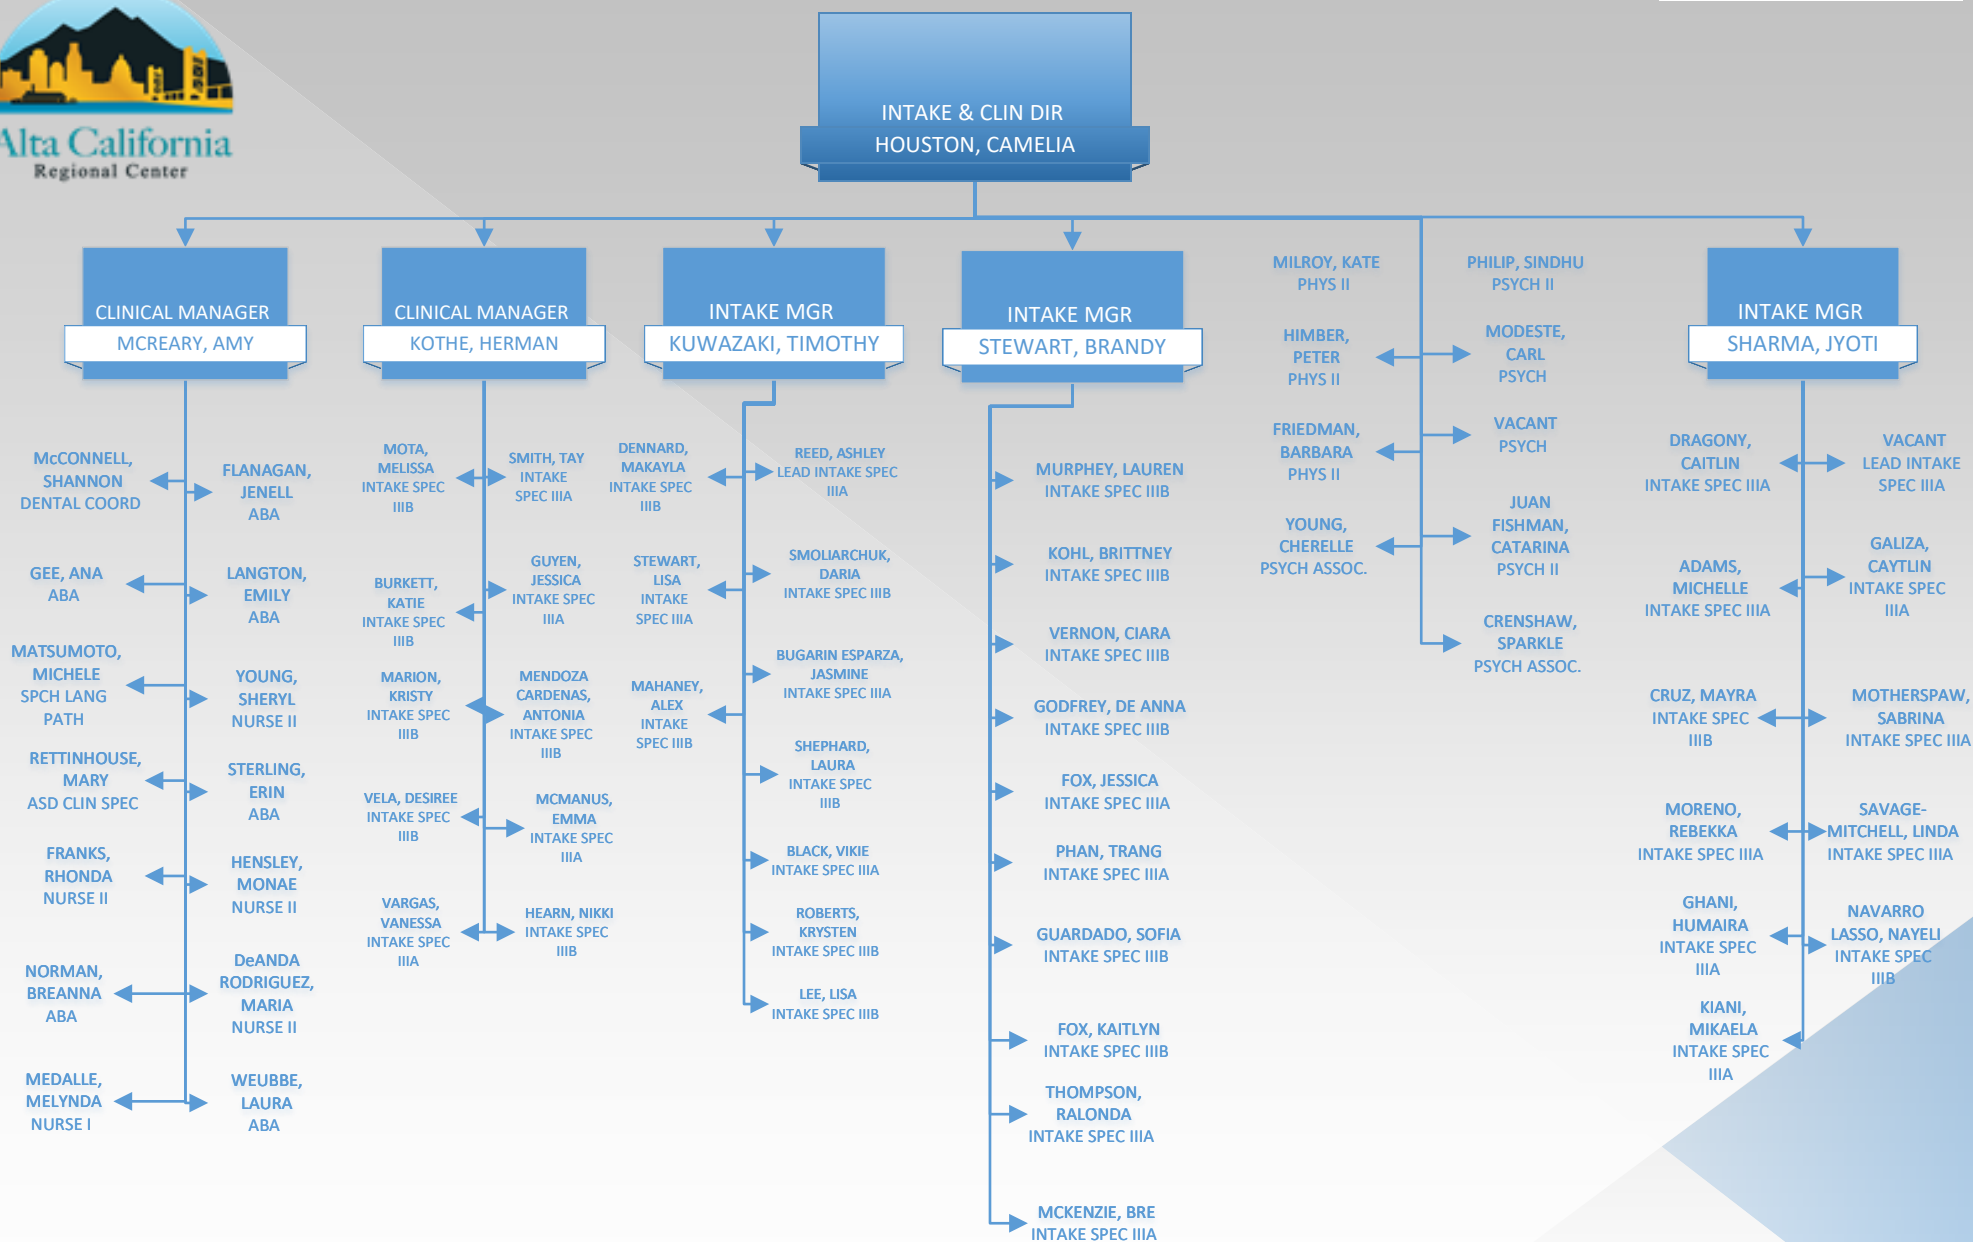 Alta California
Regional Center
INTAKE & CLIN DIR
HOUSTON, CAMELIA
CLINICAL MANAGER
MCREARY, AMY
McCONNELL,
SHANNON
DENTAL COORD
FLANAGAN,
JENELL
ABA
GEE, ANA
ABA
LANGTON,
EMILY
ABA
MATSUMOTO,
MICHELE
SPCH LANG
PATH
YOUNG,
SHERYL
NURSE II
RETTINHOUSE,
MARY
ASD CLIN SPEC
STERLING,
ERIN
ABA
FRANKS,
RHONDA
NURSE II
HENSLEY,
MONAE
NURSE II
NORMAN,
BREANNA
ABA
DeANDA
RODRIGUEZ,
MARIA
NURSE II
MEDALLE,
MELYNDA
NURSE I
WEUBBE,
LAURA
ABA
CLINICAL MANAGER
KOTHE, HERMAN
MOTA,
MELISSA
INTAKE SPEC
IIIB
SMITH, TAY
INTAKE
SPEC IIIA
BURKETT,
KATIE
INTAKE SPEC
IIIB
GUYEN,
JESSICA
INTAKE SPEC
IIIA
MARION,
KRISTY
INTAKE SPEC
IIIB
MENDOZA
CARDENAS,
ANTONIA
INTAKE SPEC
IIIB
VELA, DESIREE
INTAKE SPEC
IIIB
MCMANUS,
EMMA
INTAKE SPEC
IIIA
VARGAS,
VANESSA
INTAKE SPEC
IIIA
HEARN, NIKKI
INTAKE SPEC
IIIB
INTAKE MGR
KUWAZAKI, TIMOTHY
DENNARD,
MAKAYLA
INTAKE SPEC
IIIB
REED, ASHLEY
LEAD INTAKE SPEC
IIIA
STEWART,
LISA
INTAKE
SPEC IIIA
SMOLIARCHUK,
DARIA
INTAKE SPEC IIIB
MAHANEY,
ALEX
INTAKE
SPEC IIIB
BUGARIN ESPARZA,
JASMINE
INTAKE SPEC IIIA
SHEPHARD,
LAURA
INTAKE SPEC
IIIB
BLACK, VIKIE
INTAKE SPEC IIIA
ROBERTS,
KRYSTEN
INTAKE SPEC IIIB
LEE, LISA
INTAKE SPEC IIIB
INTAKE MGR
STEWART, BRANDY
MURPHEY, LAUREN
INTAKE SPEC IIIB
KOHL, BRITTNEY
INTAKE SPEC IIIB
VERNON, CIARA
INTAKE SPEC IIIB
GODFREY, DE ANNA
INTAKE SPEC IIIB
FOX, JESSICA
INTAKE SPEC IIIA
PHAN, TRANG
INTAKE SPEC IIIA
GUARDADO, SOFIA
INTAKE SPEC IIIB
FOX, KAITLYN
INTAKE SPEC IIIB
THOMPSON,
RALONDA
INTAKE SPEC IIIA
MCKENZIE, BRE
INTAKE SPEC IIIA
MILROY, KATE
PHYS II
PHILIP, SINDHU
PSYCH II
HIMBER,
PETER
PHYS II
MODESTE,
CARL
PSYCH
FRIEDMAN,
BARBARA
PHYS II
VACANT
PSYCH
YOUNG,
CHERELLE
PSYCH ASSOC.
JUAN
FISHMAN,
CATARINA
PSYCH II
CRENSHAW,
SPARKLE
PSYCH ASSOC.
INTAKE MGR
SHARMA, JYOTI
DRAGONY,
CAITLIN
INTAKE SPEC IIIA
VACANT
LEAD INTAKE
SPEC IIIA
ADAMS,
MICHELLE
INTAKE SPEC IIIA
GALIZA,
CAYTLIN
INTAKE SPEC
IIIA
CRUZ, MAYRA
INTAKE SPEC
IIIB
MOTHERSPAW,
SABRINA
INTAKE SPEC IIIA
MORENO,
REBEKKA
INTAKE SPEC IIIA
SAVAGE-
MITCHELL, LINDA
INTAKE SPEC IIIA
GHANI,
HUMAIRA
INTAKE SPEC
IIIA
NAVARRO
LASSO, NAYELI
INTAKE SPEC
IIIB
KIANI,
MIKAELA
INTAKE SPEC
IIIA